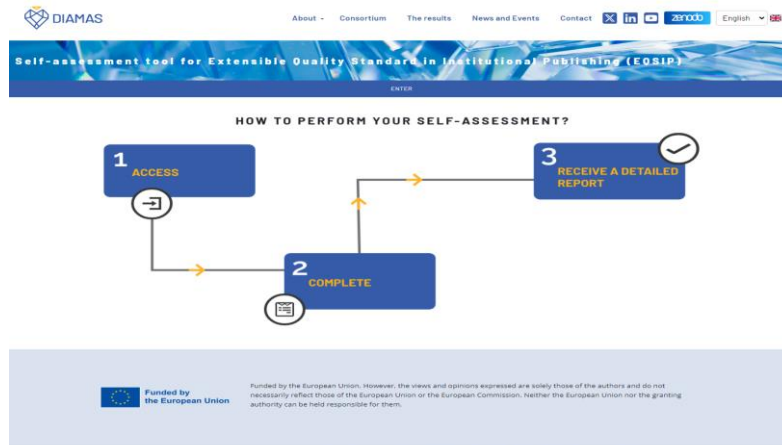 DIAMAS
About
Consortium
The results
News and Events
Contact
zenodo
English
Self-assessment tool for Extensible Quality Standard in Institutional Publishing (EQSIP)
ENTER
HOW TO PERFORM YOUR SELF-ASSESSMENT?
1
ACCESS
2
COMPLETE
3
RECEIVE A DETAILED
REPORT
Funded by
the European Union
Funded by the European Union. However, the views and opinions expressed are solely those of the authors and do not
necessarily reflect those of the European Union or the European Commission. Neither the European Union nor the granting
authority can be held responsible for them.